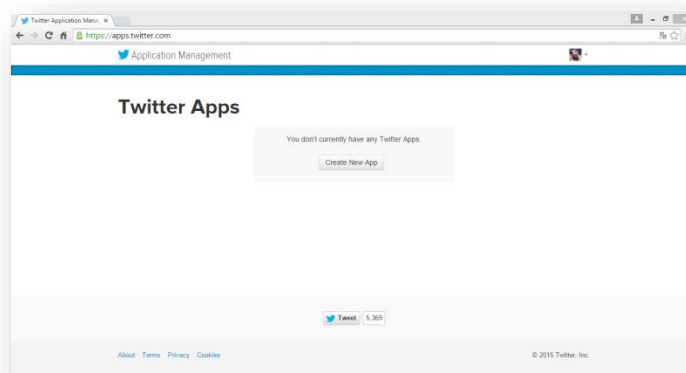 Twitter Application Mana
https://apps.twitter.com
Application Management
Twitter Apps
You don't currently have any Twitter Apps.
Create New App
Tweet 5,369
About Terms Privacy Cookies © 2015 Twitter, Inc.